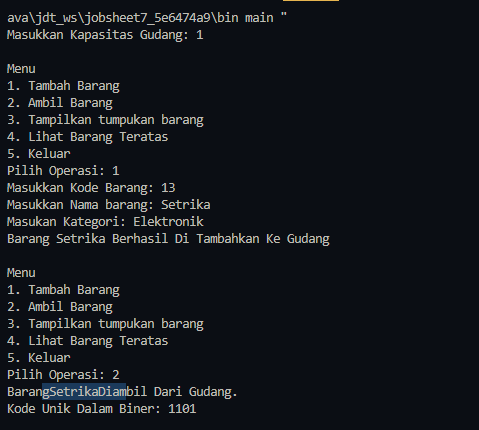 ava\jdt_ws\jobsheet7_5e6474a9\bin main "
Masukkan Kapasitas Gudang: 1
Menu
1. Tambah Barang
2. Ambil Barang
3. Tampilkan tumpukan barang
4. Lihat Barang Teratas
5. Keluar
Pilih Operasi: 1
Masukkan Kode Barang: 13
Masukkan Nama barang: Setrika
Masukan Kategori: Elektronik
Barang Setrika Berhasil Di Tambahkan Ke Gudang
Menu
1. Tambah Barang
2. Ambil Barang
3. Tampilkan tumpukan barang
4. Lihat Barang Teratas
5. Keluar
Pilih Operasi: 2
BarangSetrikaDiambil Dari Gudang.
Kode Unik Dalam Biner: 1101